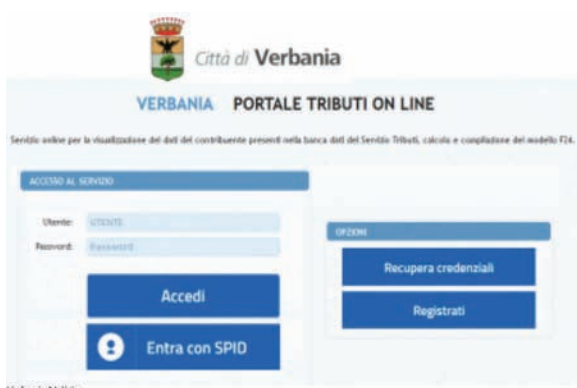 Città di Verbania
VERBANIA PORTALE TRIBUTI ON LINE
Servizio online per la visualizzazione dei dati del contribuente presenti nella banca dati del Servizio Tributi, calcolo e compilazione del modello F24.
ACCESSO AL SERVIZIO
Utente: UTENTE
Password: Password
OPZIONI
Accedi
Recupera credenziali
Entra con SPID
Registrati